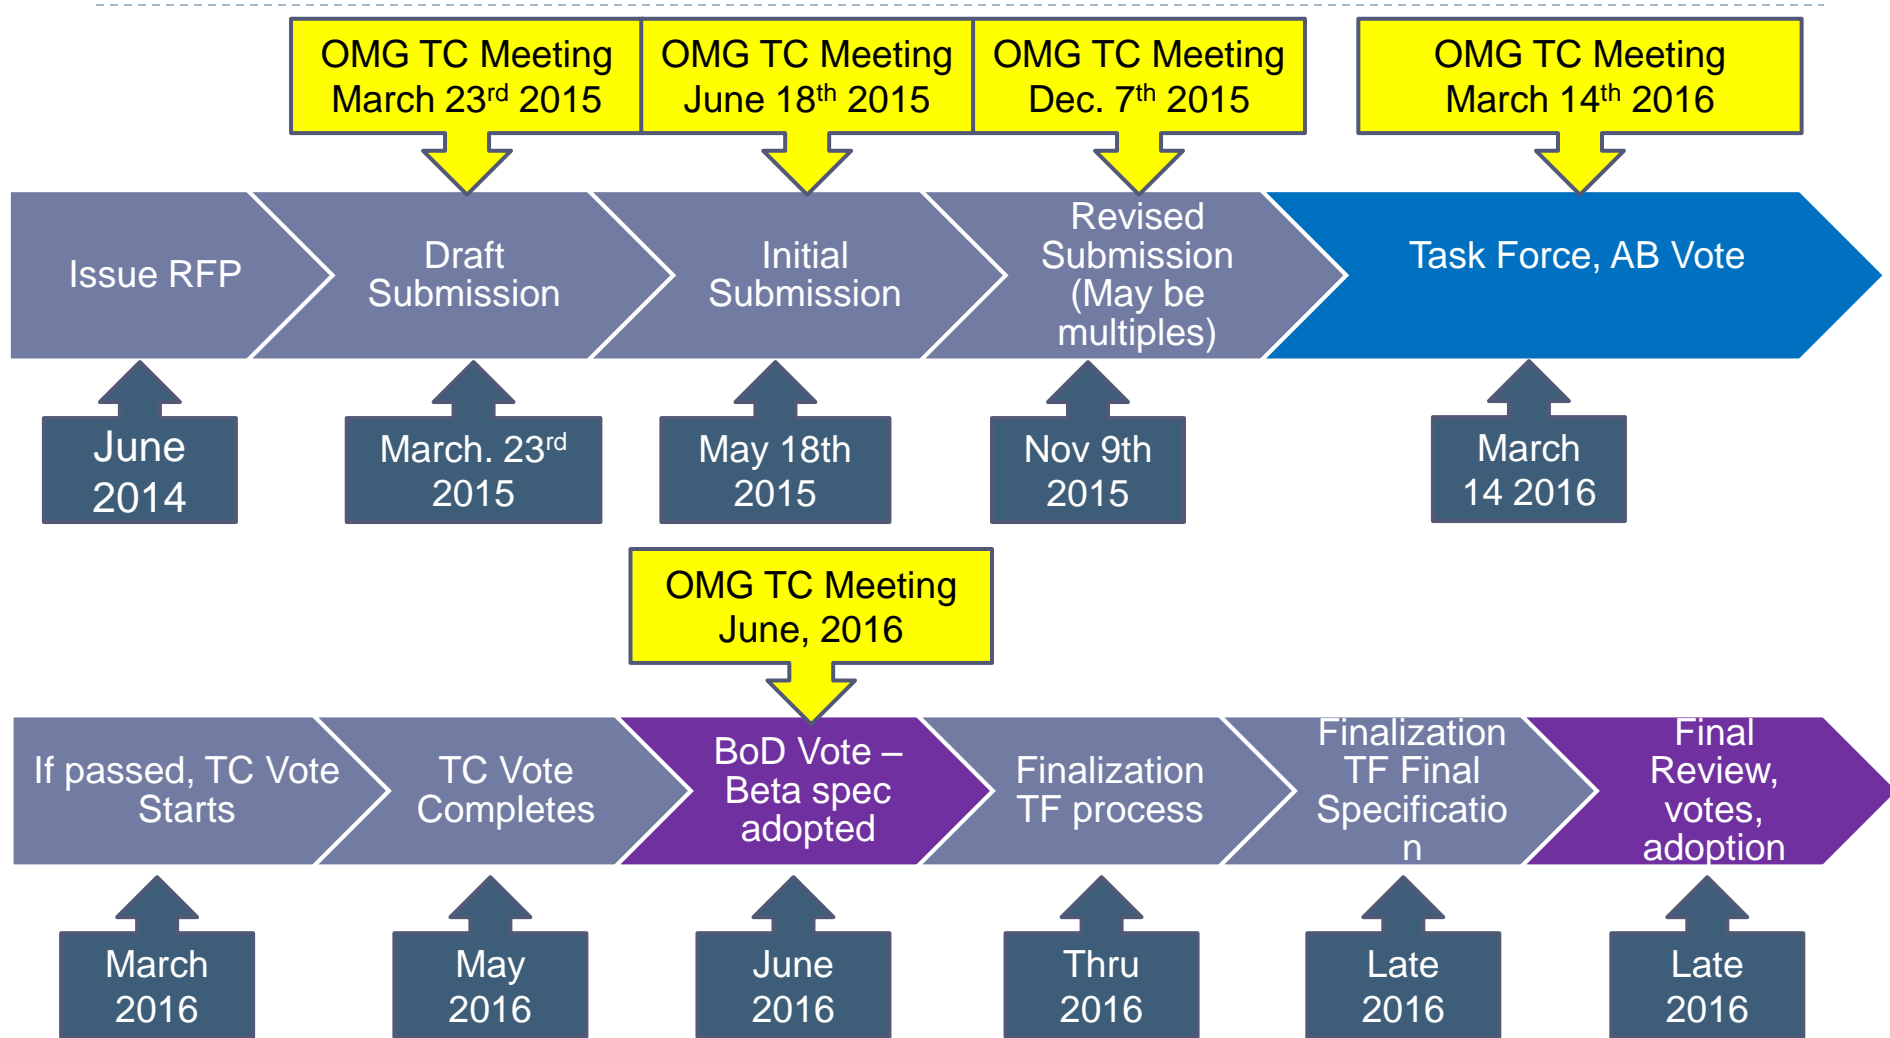 OMG TC Meeting
March 23rd 2015
OMG TC Meeting
June 18th 2015
OMG TC Meeting
Dec. 7th 2015
OMG TC Meeting
March 14th 2016
Issue RFP
Draft
Submission
Initial
Submission
Revised
Submission
(May be
multiples)
Task Force, AB Vote
June
2014
March. 23rd
2015
May 18th
2015
Nov 9th
2015
March
14 2016
OMG TC Meeting
June, 2016
If passed, TC Vote
Starts
TC Vote
Completes
BoD Vote –
Beta spec
adopted
Finalization
TF process
Finalization
TF Final
Specificatio
n
Final
Review,
votes,
adoption
March
2016
May
2016
June
2016
Thru
2016
Late
2016
Late
2016